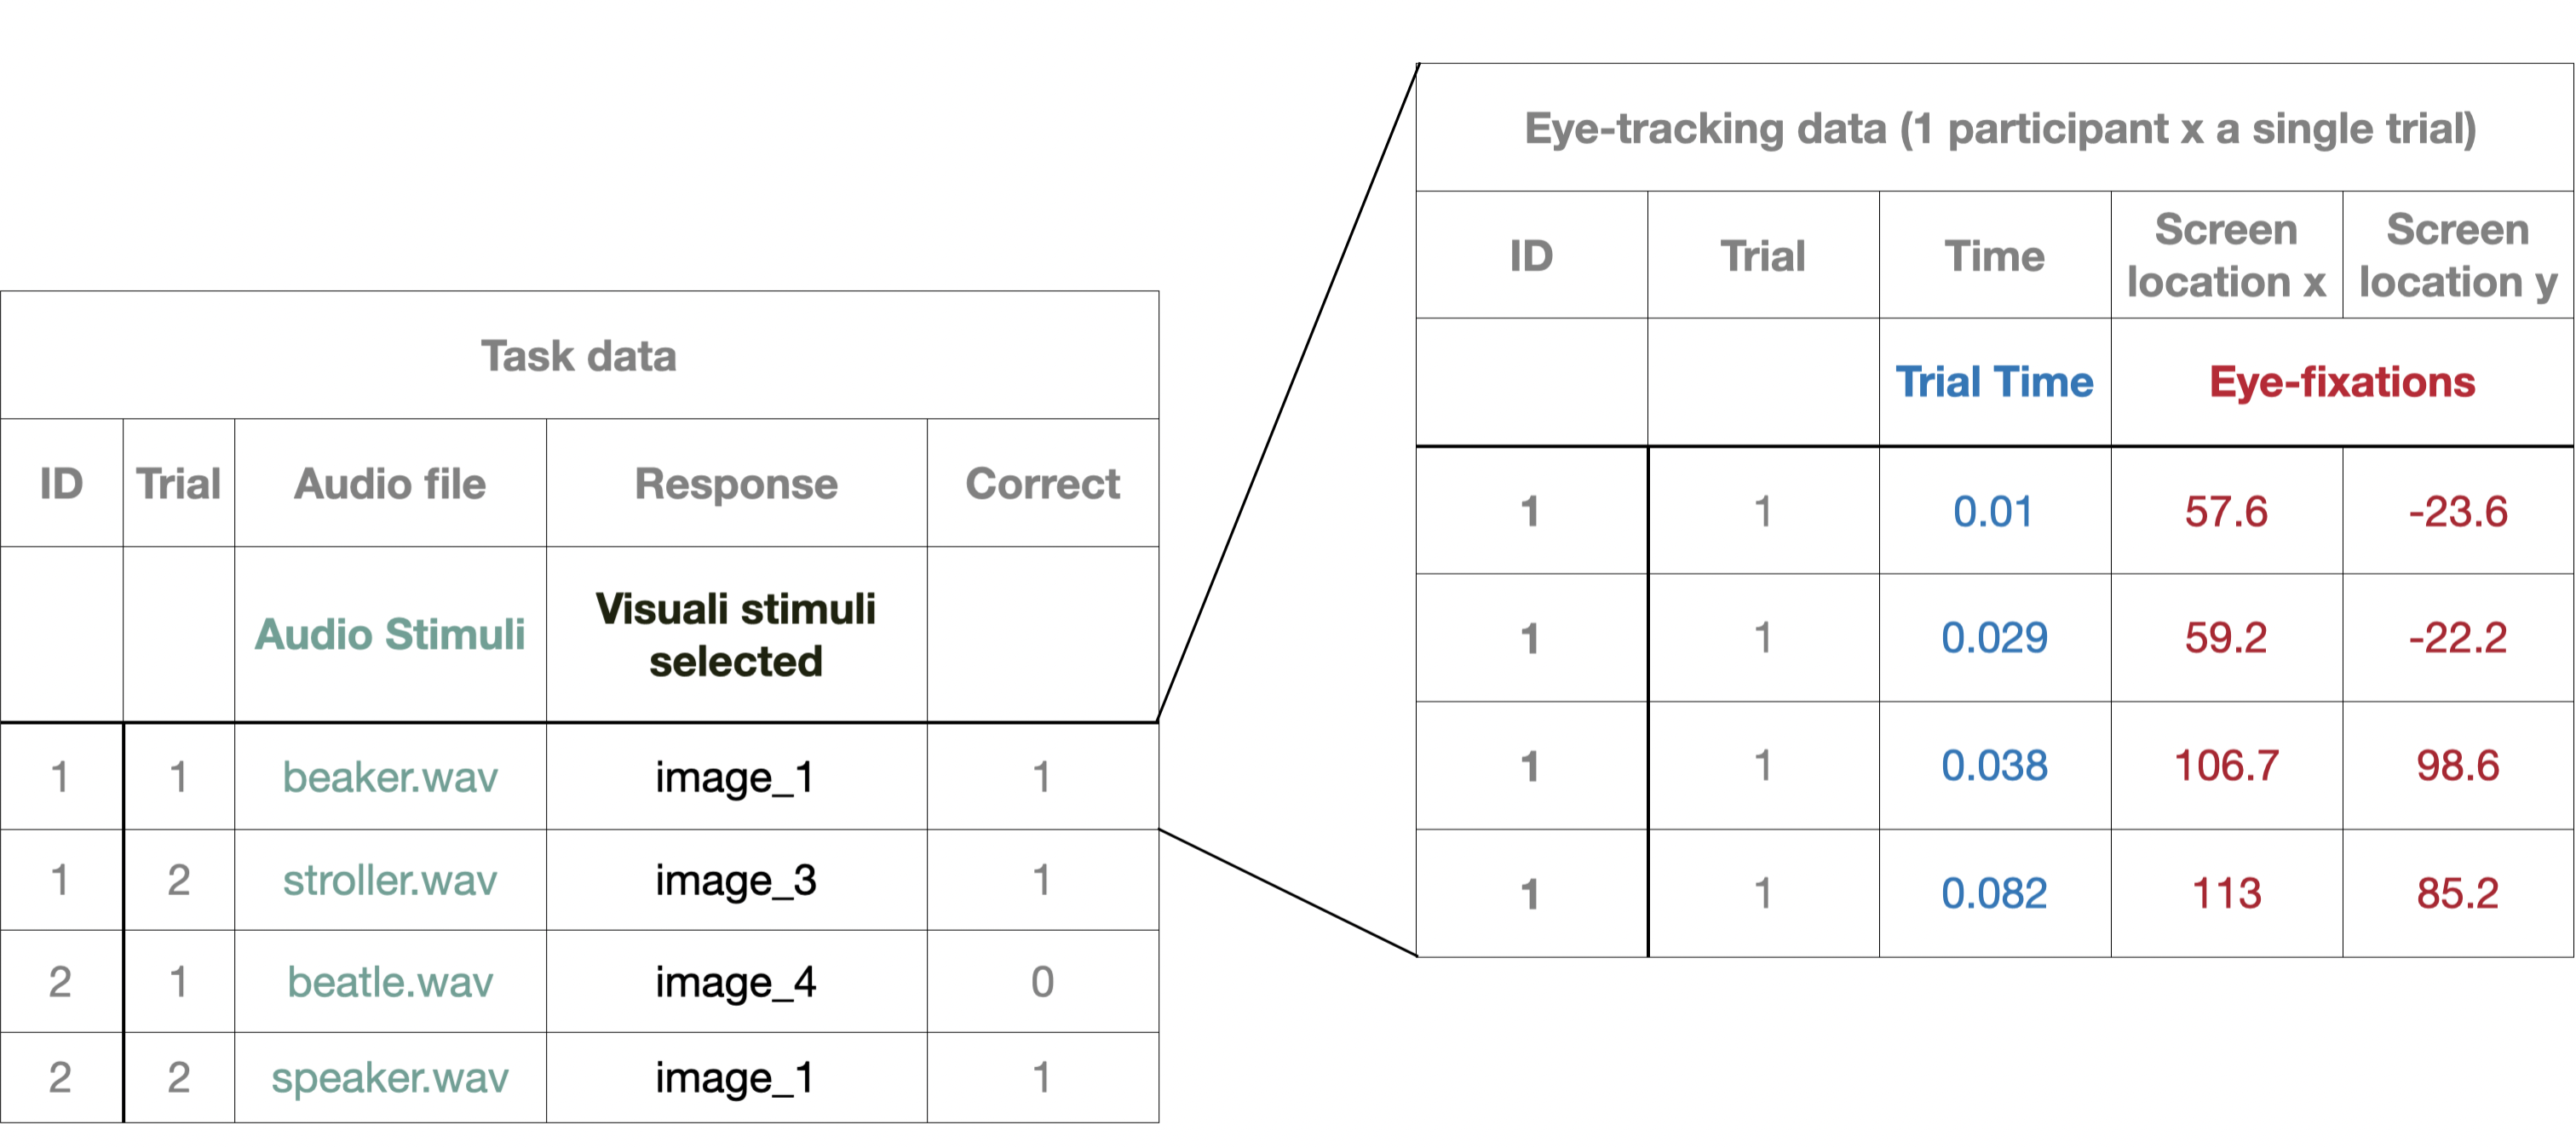 Task data
ID Trial Audio file Response Correct
Audio Stimuli Visuali stimuli selected
1 1 beaker.wav image_1 1
1 2 stroller.wav image_3 1
2 1 beatle.wav image_4 0
2 2 speaker.wav image_1 1
Eye-tracking data (1 participant x a single trial)
ID Trial Time Screen location x Screen location y
Trial Time Eye-fixations
1 1 0.01 57.6 -23.6
1 1 0.029 59.2 -22.2
1 1 0.038 106.7 98.6
1 1 0.082 113 85.2